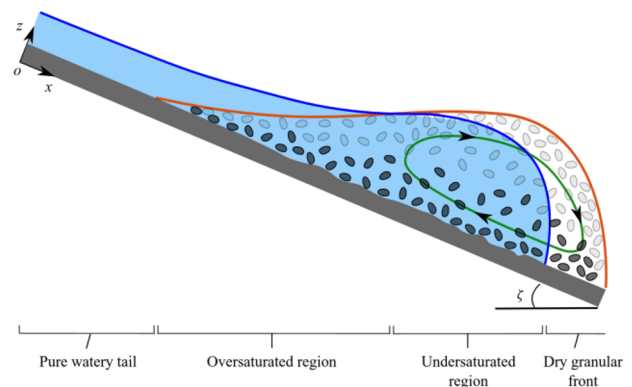 z
o
x
ζ
Pure watery tail
Oversaturated region
Undersaturated
region
Dry granular
front